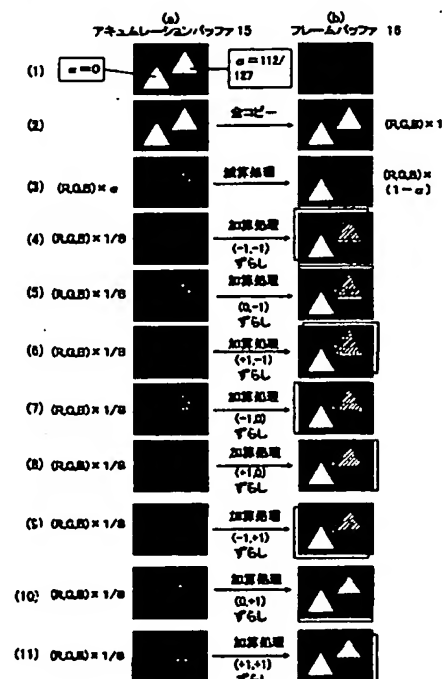 (a)
アキュムレーションバッファ 15
(b)
フレームバッファ 16
(1)
α=0
α=112/
127
(2)
全コピー
(R,G,B)×1
(3) (R,G,B)×α
減算処理
(R,G,B)×
(1-α)
(4) (R,G,B)×1/8
加算処理
(-1,-1)
ずらし
(5) (R,G,B)×1/8
加算処理
(0,-1)
ずらし
(6) (R,G,B)×1/8
加算処理
(+1,-1)
ずらし
(7) (R,G,B)×1/8
加算処理
(-1,0)
ずらし
(8) (R,G,B)×1/8
加算処理
(+1,0)
ずらし
(9) (R,G,B)×1/8
加算処理
(-1,+1)
ずらし
(10) (R,G,B)×1/8
加算処理
(0,+1)
ずらし
(11) (R,G,B)×1/8
加算処理
(+1,+1)
ずらし